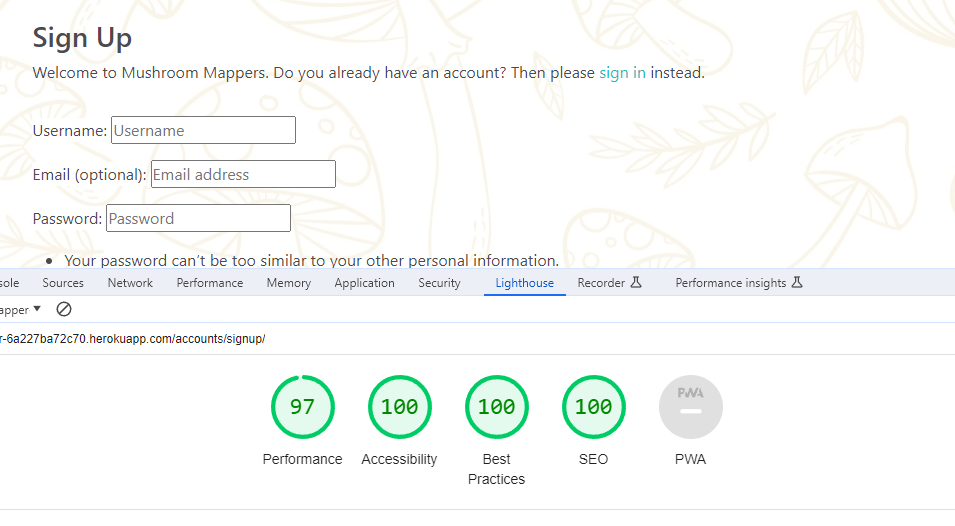 Sign Up
Welcome to Mushroom Mappers. Do you already have an account? Then please sign in instead.
Username: Username
Email (optional): Email address
Password: Password
• Your password can't be too similar to your other personal information.
sole Sources Network Performance Memory Application Security Lighthouse Recorder Performance insights
apper
r-6a227ba72c70.herokuapp.com/accounts/signup/
97 100 100 100 PWA
Performance Accessibility Best Practices SEO PWA